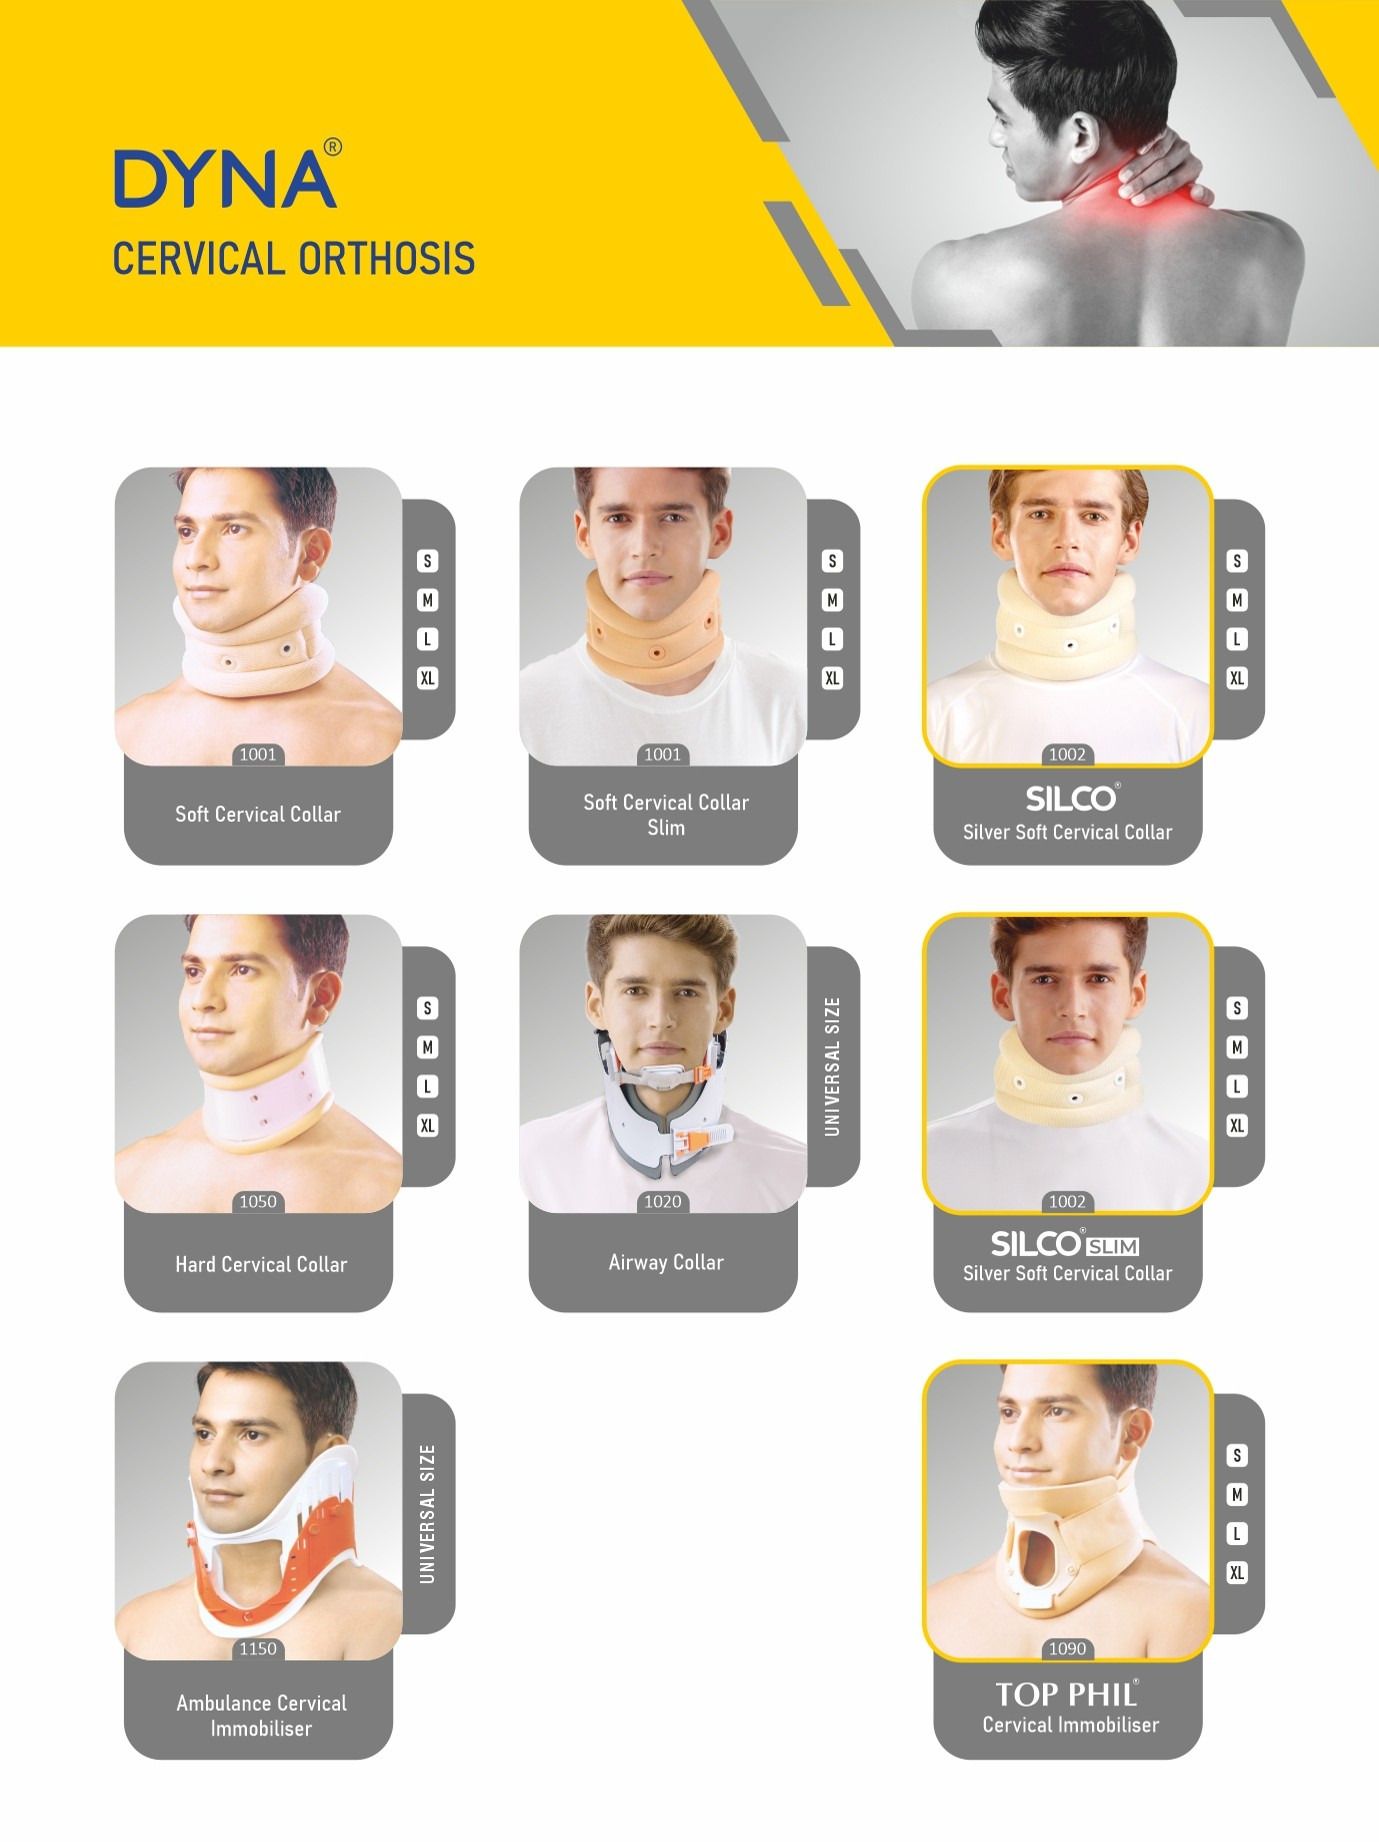 DYNA®
CERVICAL ORTHOSIS
S
M
L
XL
1001
Soft Cervical Collar
S
M
L
XL
1001
Soft Cervical Collar
Slim
S
M
L
XL
1002
SILCO®
Silver Soft Cervical Collar
S
M
L
XL
1050
Hard Cervical Collar
UNIVERSAL SIZE
1020
Airway Collar
S
M
L
XL
1002
SILCO® SLIM
Silver Soft Cervical Collar
UNIVERSAL SIZE
1150
Ambulance Cervical
Immobiliser
S
M
L
XL
1090
TOP PHIL®
Cervical Immobiliser